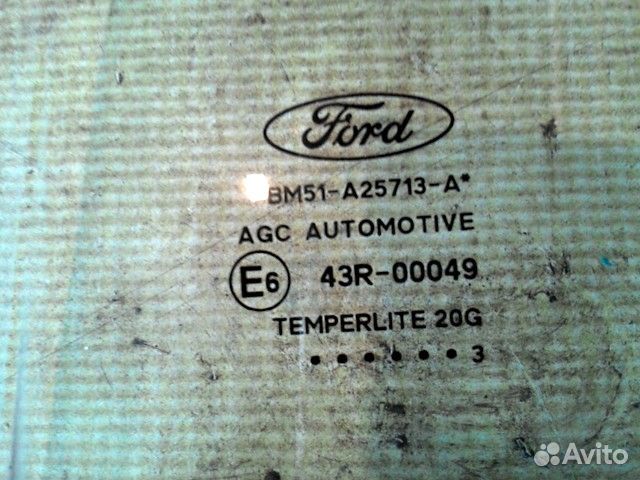 Ford
BM51-A25713-A*
AGC AUTOMOTIVE
E6 43R-00049
TEMPERLITE 20G
• • • • • • 3
Avito